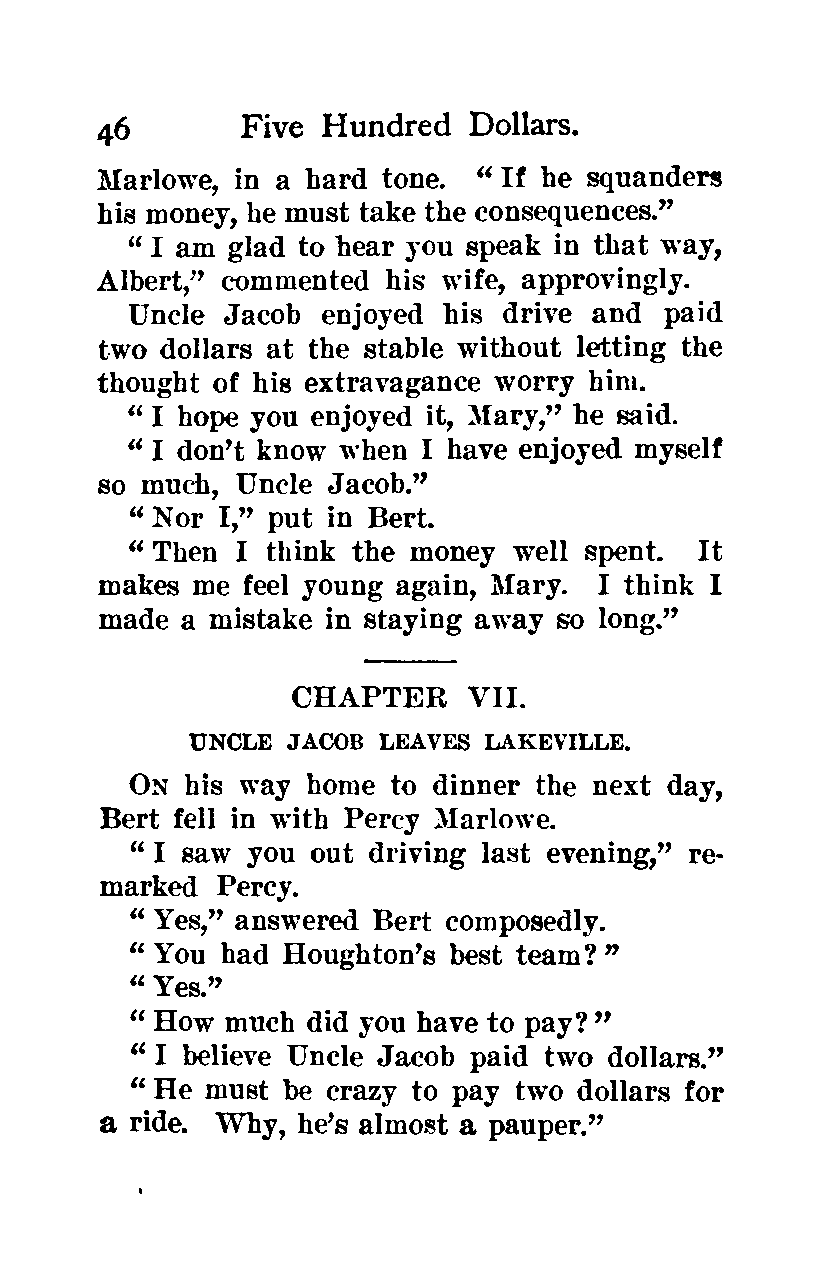 46 Five Hundred Dollars.
Marlowe, in a hard tone. “If he squanders
his money, he must take the consequences.”
“I am glad to hear you speak in that way,
Albert,” commented his wife, approvingly.
Uncle Jacob enjoyed his drive and paid
two dollars at the stable without letting the
thought of his extravagance worry him.
“I hope you enjoyed it, Mary,” he said.
“I don’t know when I have enjoyed myself
so much, Uncle Jacob.”
“Nor I,” put in Bert.
“Then I think the money well spent. It
makes me feel young again, Mary. I think I
made a mistake in staying away so long.”
CHAPTER VII.
UNCLE JACOB LEAVES LAKEVILLE.
ON his way home to dinner the next day,
Bert fell in with Percy Marlowe.
“I saw you out driving last evening,” re-
marked Percy.
“Yes,” answered Bert composedly.
“You had Houghton’s best team?”
“Yes.”
“How much did you have to pay?”
“I believe Uncle Jacob paid two dollars.”
“He must be crazy to pay two dollars for
a ride. Why, he’s almost a pauper.”